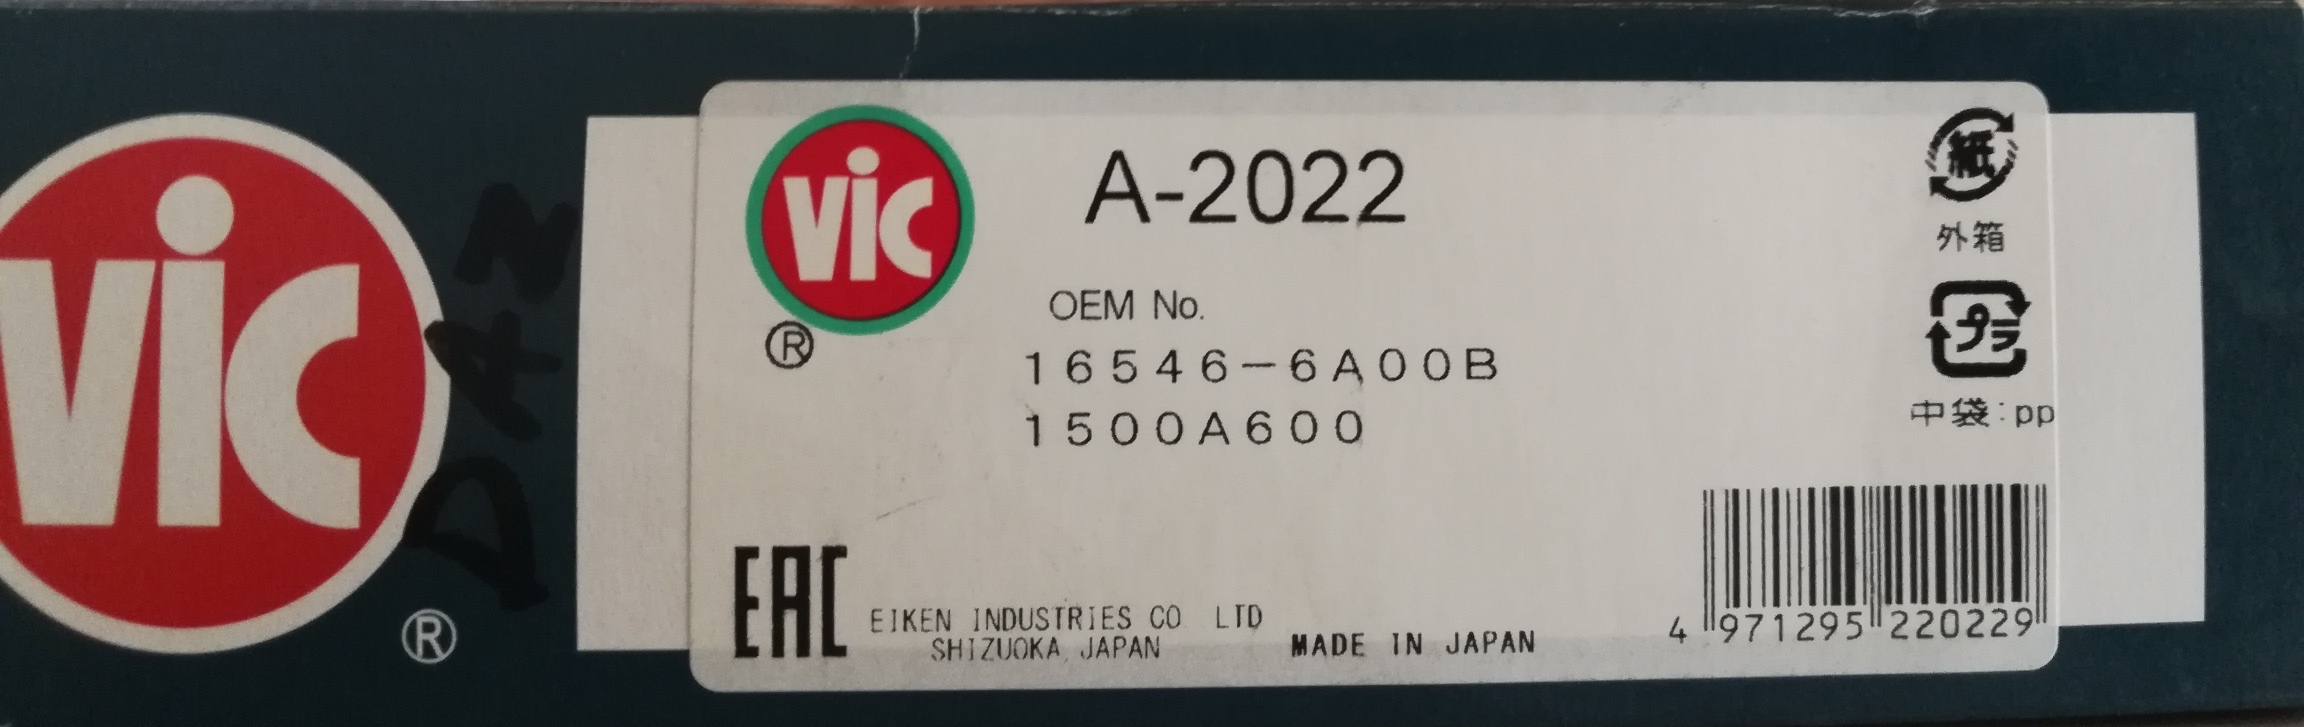 vic
®
DAN
vic
®
A-2022
OEM No.
16546-6A00B
1500A600
紙
外箱
プラ
中袋:pp
EAC
EIKEN INDUSTRIES CO LTD
SHIZUOKA, JAPAN
MADE IN JAPAN
4 971295 220229